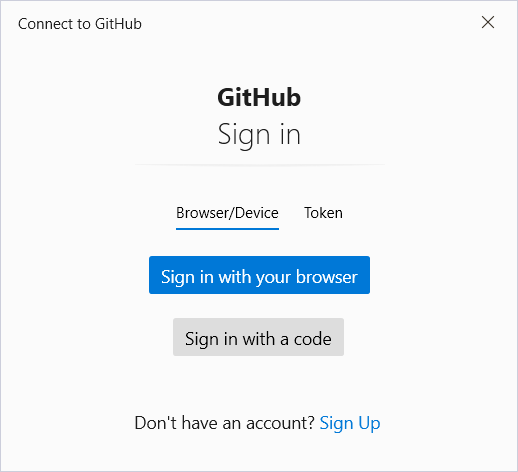 Connect to GitHub
GitHub
Sign in
Browser/Device Token
Sign in with your browser
Sign in with a code
Don't have an account? Sign Up